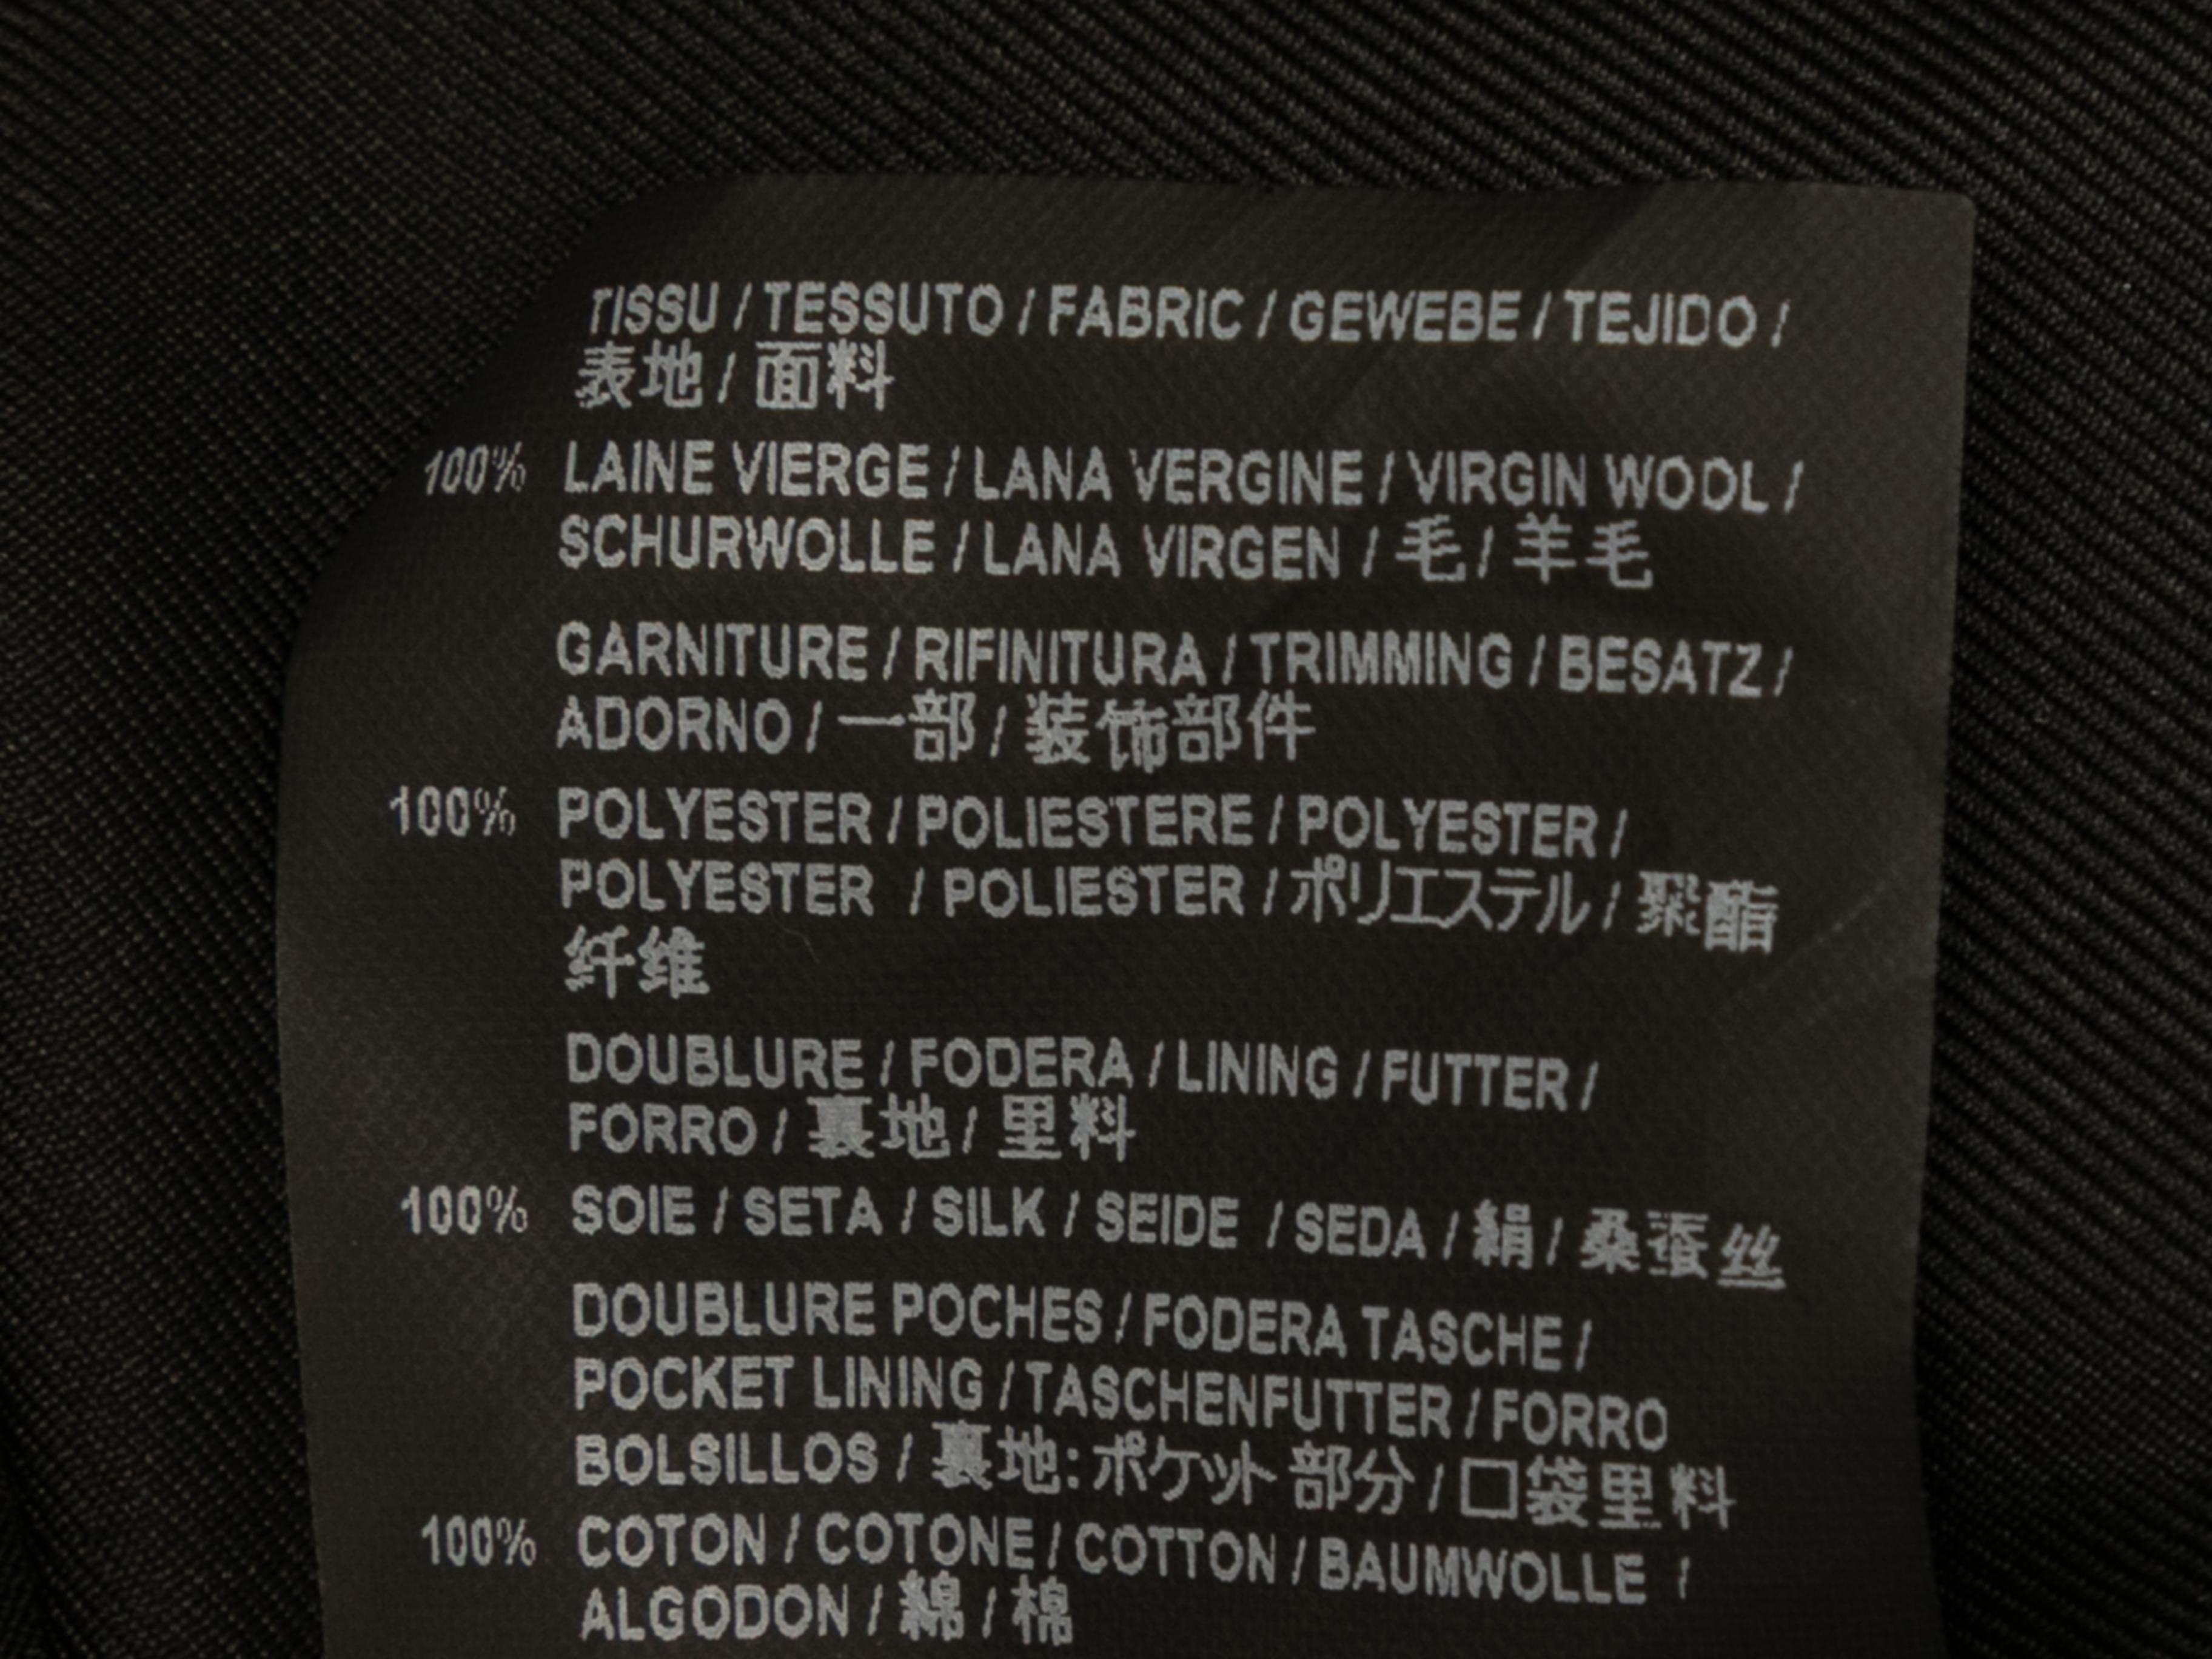 TISSU / TESSUTO / FABRIC / GEWEBE / TEJIDO /
表地 / 面料
100% LAINE VIERGE / LANA VERGINE / VIRGIN WOOL /
SCHURWOLLE / LANA VIRGEN / 毛 / 羊毛
GARNITURE / RIFINITURA / TRIMMING / BESATZ /
ADORNO / 一部 / 装饰部件
100% POLYESTER / POLIESTERE / POLYESTER /
POLYESTER / POLIESTER / ポリエステル / 聚酯
纤维
DOUBLURE / FODERA / LINING / FUTTER /
FORRO / 裏地 / 里料
100% SOIE / SETA / SILK / SEIDE / SEDA / 絹 / 桑蚕丝
DOUBLURE POCHES / FODERA TASCHE /
POCKET LINING / TASCHENFUTTER / FORRO
BOLSILLOS / 裏地:ポケット部分 / 口袋里料
100% COTON / COTONE / COTTON / BAUMWOLLE /
ALGODON / 綿 / 棉